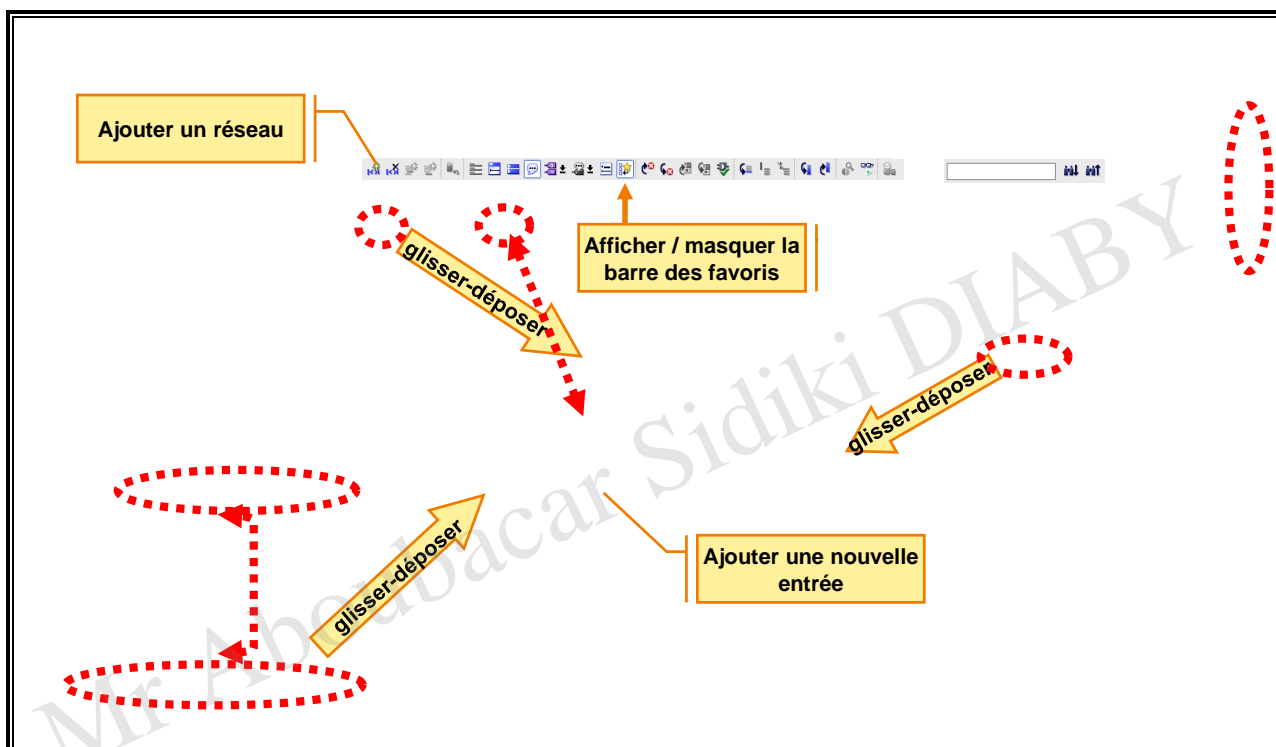 Ajouter un réseau
Afficher / masquer la
barre des favoris
glisser-déposer
glisser-déposer
glisser-déposer
Ajouter une nouvelle
entrée
Mr Aboubacar Sidiki DIABY